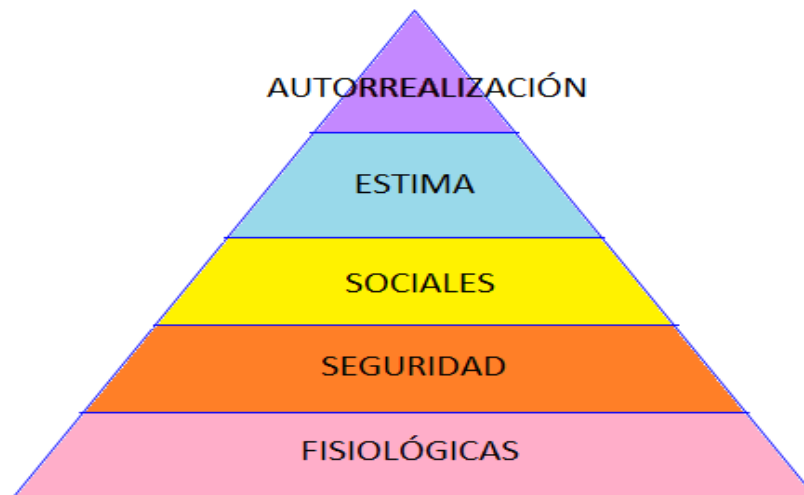 AUTORREALIZACIÓN
ESTIMA
SOCIALES
SEGURIDAD
FISIOLÓGICAS